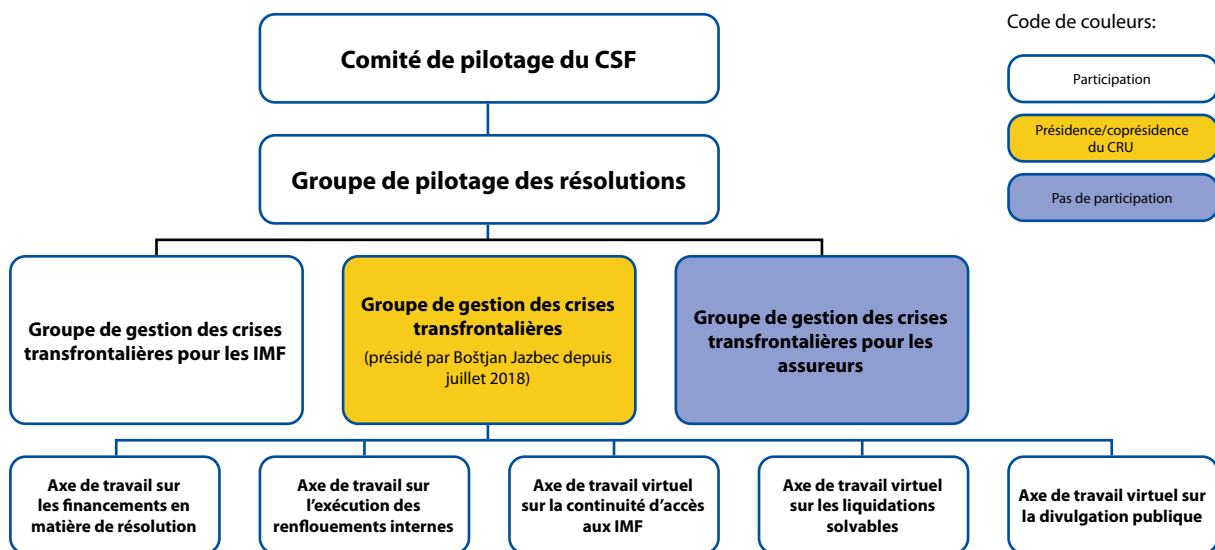 Comité de pilotage du CSF
Code de couleurs:
Participation
Présidence/coprésidence
du CRU
Pas de participation
Groupe de pilotage des résolutions
Groupe de gestion des crises
transfrontalières pour les IMF
Groupe de gestion des crises
transfrontalières
(présidé par Boštjan Jazbec depuis
juillet 2018)
Groupe de gestion des crises
transfrontalières pour les
assureurs
Axe de travail sur
les financements en
matière de résolution
Axe de travail sur
l’exécution des
renflouements internes
Axe de travail virtuel
sur la continuité d’accès
aux IMF
Axe de travail virtuel
sur les liquidations
solvables
Axe de travail virtuel sur
la divulgation publique